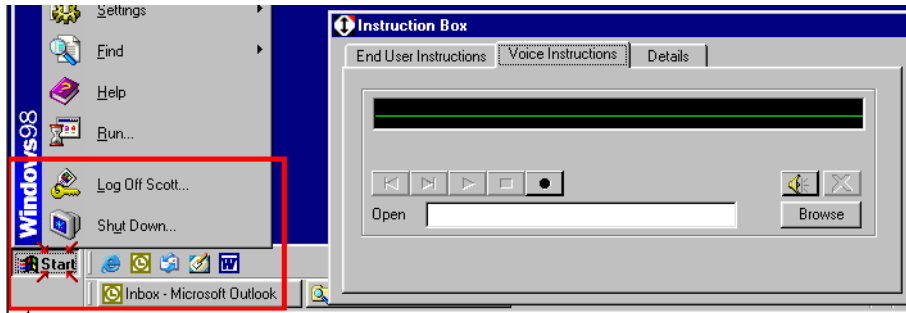 Settings
Find
Help
Run...
Log Off Scott...
Shut Down...
Windows98
Start
Inbox - Microsoft Outlook
Instruction Box
End User Instructions Voice Instructions Details
Open
Browse